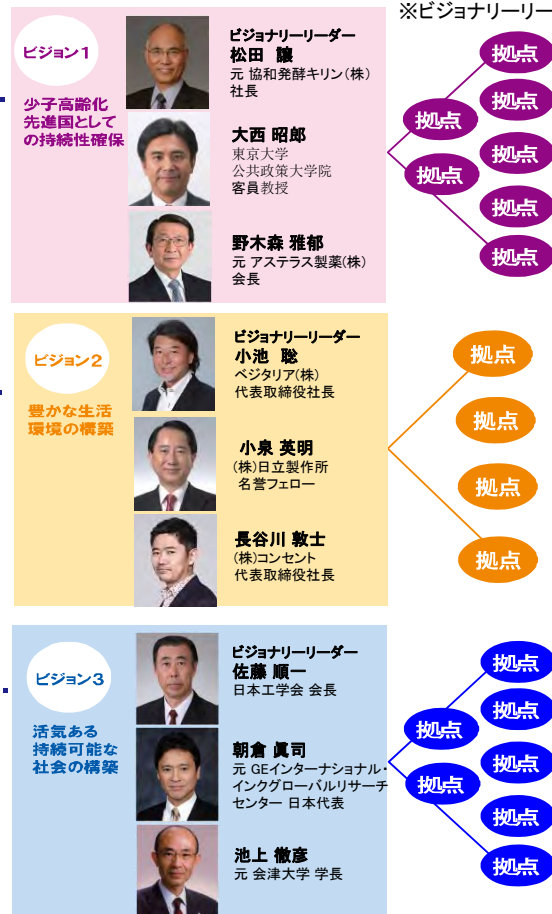 ※ビジョナリーリー
ビジョン1
少子高齢化
先進国として
の持続性確保
ビジョナリーリーダー
松田 譲
元 協和発酵キリン(株)
社長
大西 昭郎
東京大学
公共政策大学院
客員教授
野木森 雅郁
元 アステラス製薬(株)
会長
拠点
拠点
拠点
拠点
拠点
拠点
拠点
ビジョン2
豊かな生活
環境の構築
ビジョナリーリーダー
小池 聡
ベジタリア(株)
代表取締役社長
小泉 英明
(株)日立製作所
名誉フェロー
長谷川 敦士
(株)コンセント
代表取締役社長
拠点
拠点
拠点
拠点
ビジョン3
活気ある
持続可能な
社会の構築
ビジョナリーリーダー
佐藤 順一
日本工学会 会長
朝倉 眞司
元 GEインターナショナル・
インクグローバルリサーチ
センター 日本代表
池上 徹彦
元 会津大学 学長
拠点
拠点
拠点
拠点
拠点
拠点
拠点